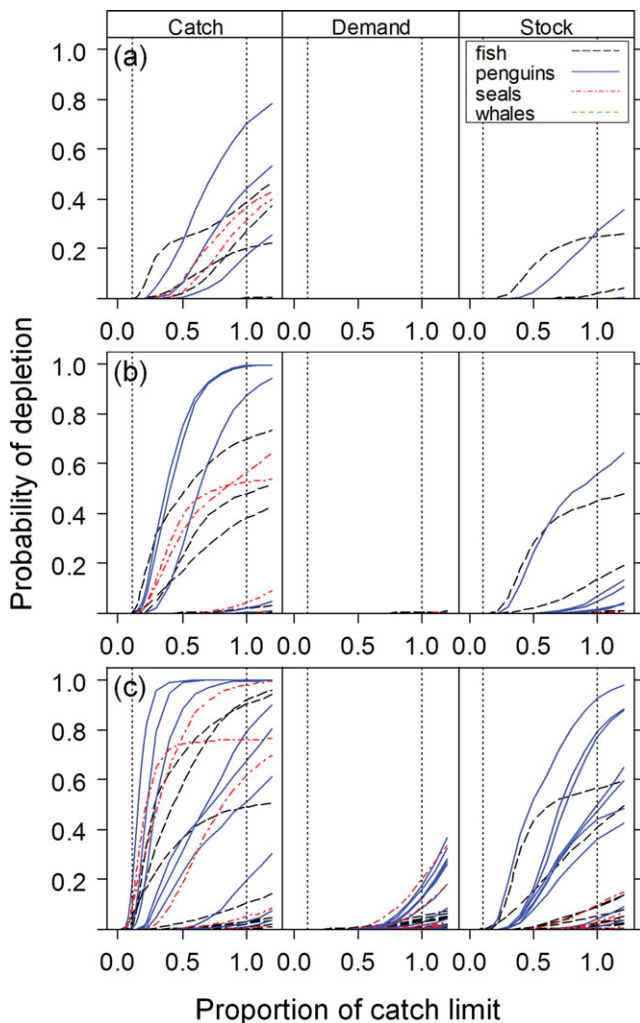 Catch Demand Stock
(a)
fish
penguins
seals
whales
1.0
0.8
0.6
0.4
0.2
0.0 0.5 1.0 0.0 0.5 1.0 0.0 0.5 1.0
(b)
1.0
0.8
0.6
0.4
0.2
0.0 0.5 1.0 0.0 0.5 1.0 0.0 0.5 1.0
(c)
1.0
0.8
0.6
0.4
0.2
0.0 0.5 1.0 0.0 0.5 1.0 0.0 0.5 1.0
Probability of depletion
Proportion of catch limit